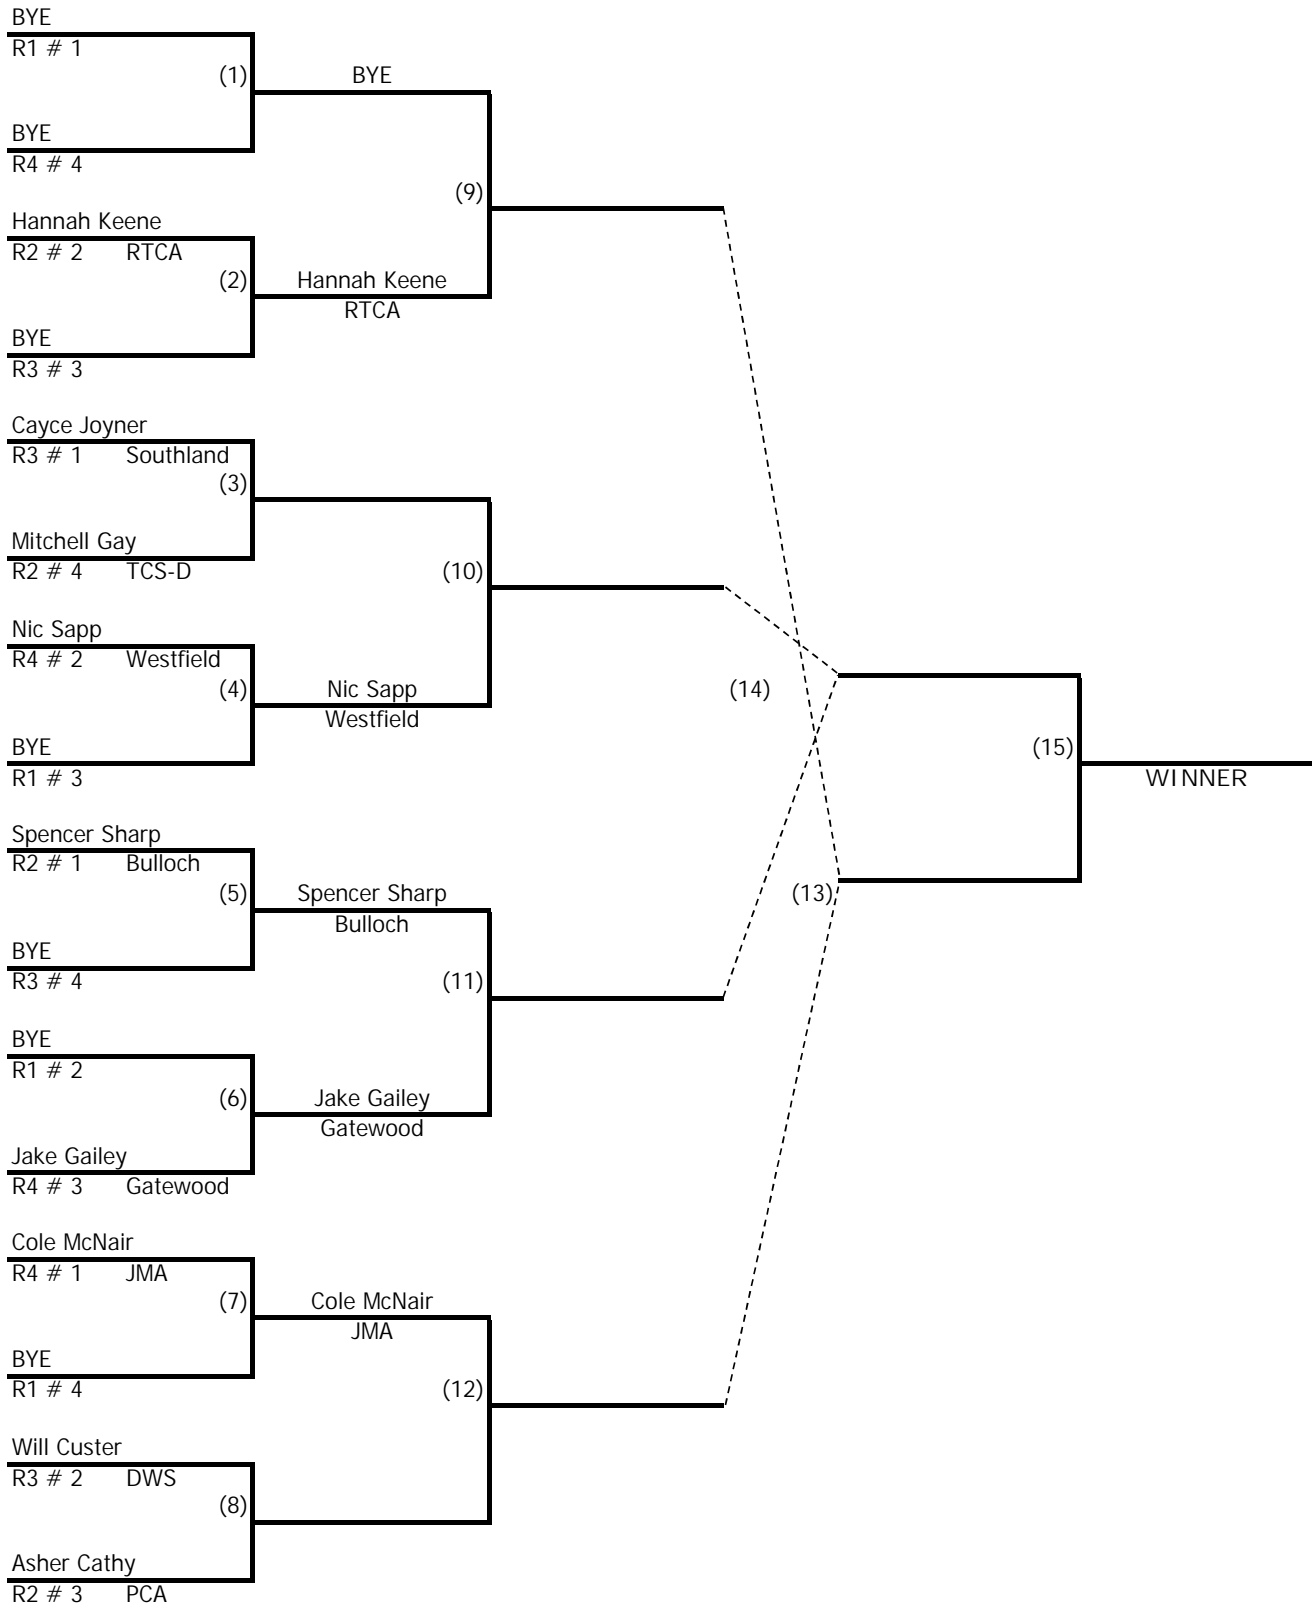 BYE
R1 # 1
(1)
BYE
BYE
R4 # 4
(9)
Hannah Keene
R2 # 2 RTCA
(2)
Hannah Keene
RTCA
BYE
R3 # 3
Cayce Joyner
R3 # 1 Southland
(3)
Mitchell Gay
R2 # 4 TCS-D
(10)
Nic Sapp
R4 # 2 Westfield
(4)
Nic Sapp
Westfield
(14)
BYE
R1 # 3
(15)
WINNER
Spencer Sharp
R2 # 1 Bulloch
(5)
Spencer Sharp
Bulloch
(13)
BYE
R3 # 4
(11)
BYE
R1 # 2
(6)
Jake Gailey
Gatewood
Jake Gailey
R4 # 3 Gatewood
Cole McNair
R4 # 1 JMA
(7)
Cole McNair
JMA
BYE
R1 # 4
(12)
Will Custer
R3 # 2 DWS
(8)
Asher Cathy
R2 # 3 PCA